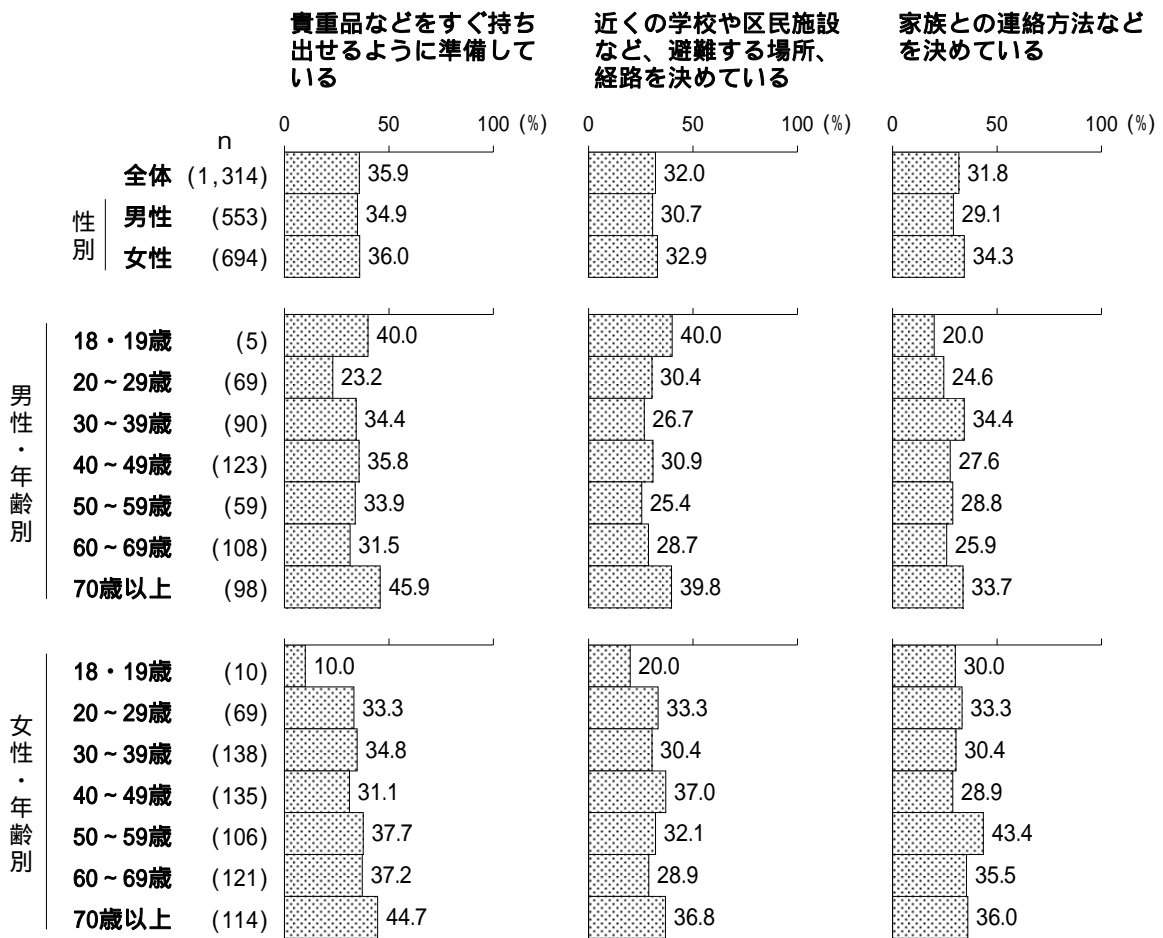 貴重品などをすぐ持ち
出せるように準備して
いる
近くの学校や区民施設
など、避難する場所、
経路を決めている
家族との連絡方法など
を決めている
n
0 50 100 (%) 0 50 100 (%) 0 50 100 (%)
全体 (1,314) 35.9 32.0 31.8
性別
男性 (553) 34.9 30.7 29.1
女性 (694) 36.0 32.9 34.3
男性・年齢別
18・19歳 (5) 40.0 40.0 20.0
20~29歳 (69) 23.2 30.4 24.6
30~39歳 (90) 34.4 26.7 34.4
40~49歳 (123) 35.8 30.9 27.6
50~59歳 (59) 33.9 25.4 28.8
60~69歳 (108) 31.5 28.7 25.9
70歳以上 (98) 45.9 39.8 33.7
女性・年齢別
18・19歳 (10) 10.0 20.0 30.0
20~29歳 (69) 33.3 33.3 33.3
30~39歳 (138) 34.8 30.4 30.4
40~49歳 (135) 31.1 37.0 28.9
50~59歳 (106) 37.7 32.1 43.4
60~69歳 (121) 37.2 28.9 35.5
70歳以上 (114) 44.7 36.8 36.0